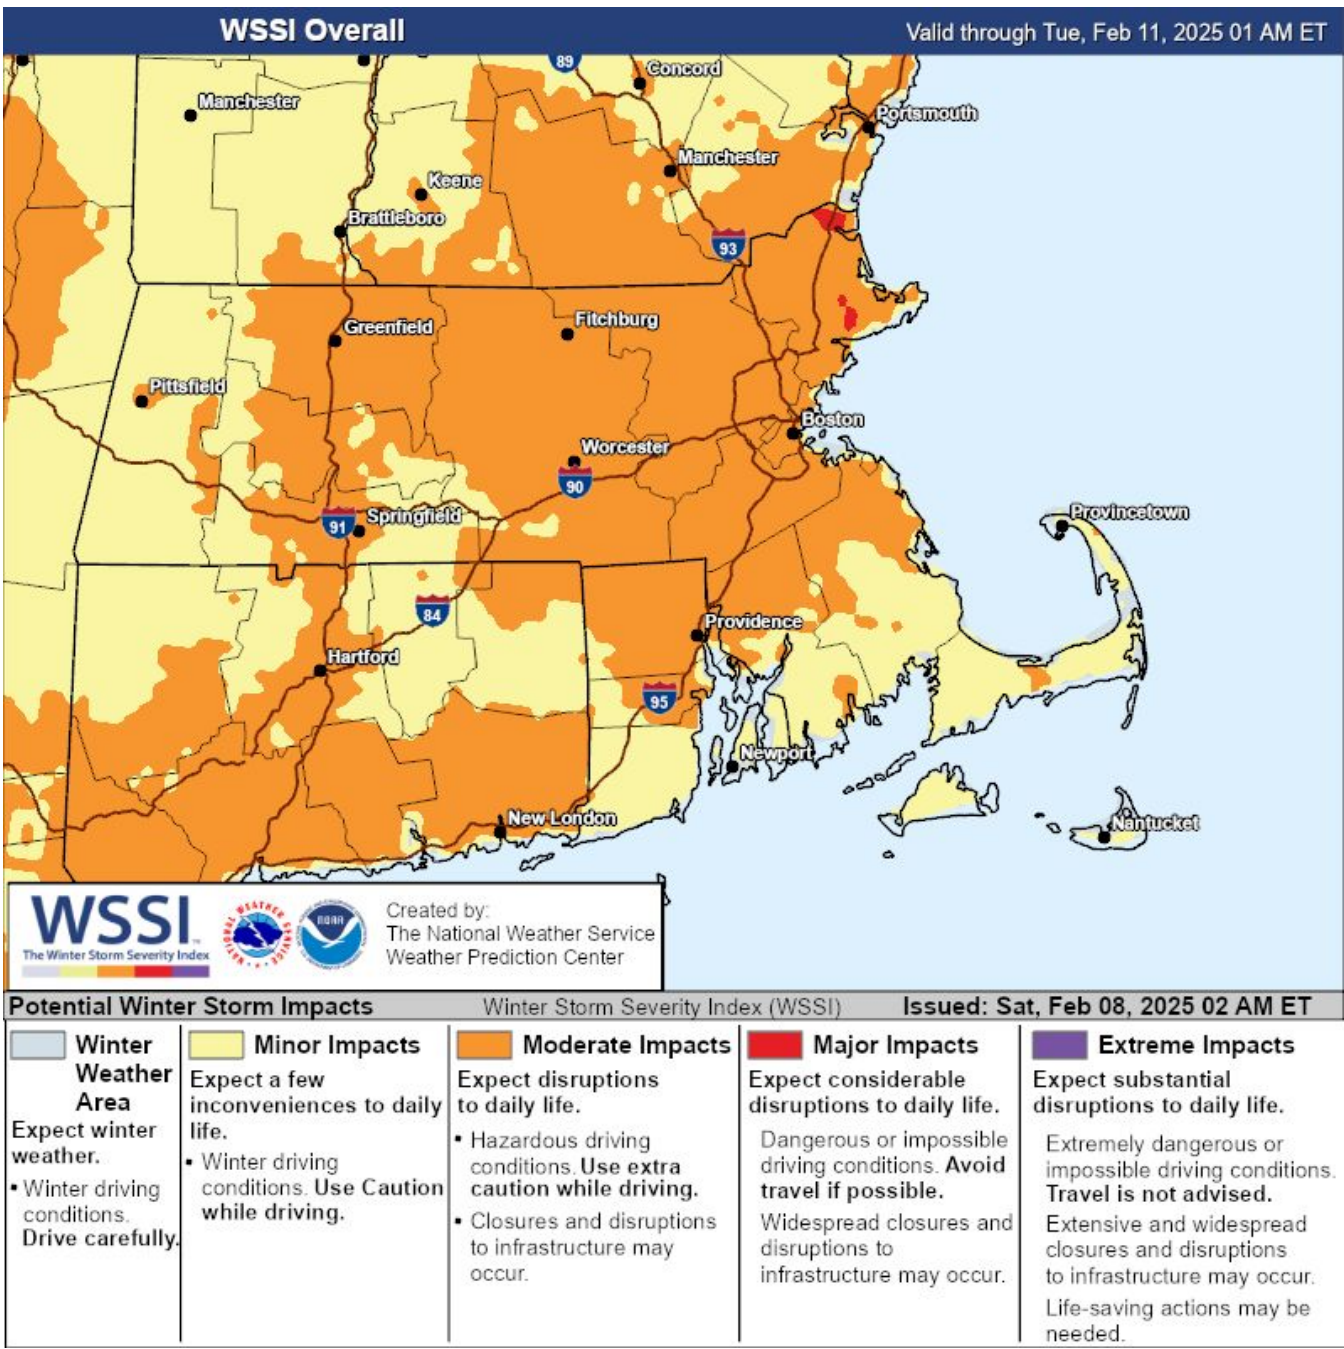 WSSI Overall
Valid through Tue, Feb 11, 2025 01 AM ET
89
Concord
Manchester
Portsmouth
Manchester
Keene
Brattleboro
93
Greenfield
Fitchburg
Pittsfield
Boston
Worcester
90
91
Springfield
Provincetown
84
Providence
Hartford
95
Newport
New London
Nantucket
WSSI
The Winter Storm Severity Index
NATIONAL WEATHER SERVICE
NOAA
Created by:
The National Weather Service
Weather Prediction Center
Potential Winter Storm Impacts
Winter Storm Severity Index (WSSI)
Issued: Sat, Feb 08, 2025 02 AM ET
Winter
Weather
Area
Expect winter
weather.
▪ Winter driving
conditions.
Drive carefully.
Minor Impacts
Expect a few
inconveniences to daily
life.
▪ Winter driving
conditions. Use Caution
while driving.
Moderate Impacts
Expect disruptions
to daily life.
▪ Hazardous driving
conditions. Use extra
caution while driving.
▪ Closures and disruptions
to infrastructure may
occur.
Major Impacts
Expect considerable
disruptions to daily life.
Dangerous or impossible
driving conditions. Avoid
travel if possible.
Widespread closures and
disruptions to
infrastructure may occur.
Extreme Impacts
Expect substantial
disruptions to daily life.
Extremely dangerous or
impossible driving conditions.
Travel is not advised.
Extensive and widespread
closures and disruptions
to infrastructure may occur.
Life-saving actions may be
needed.